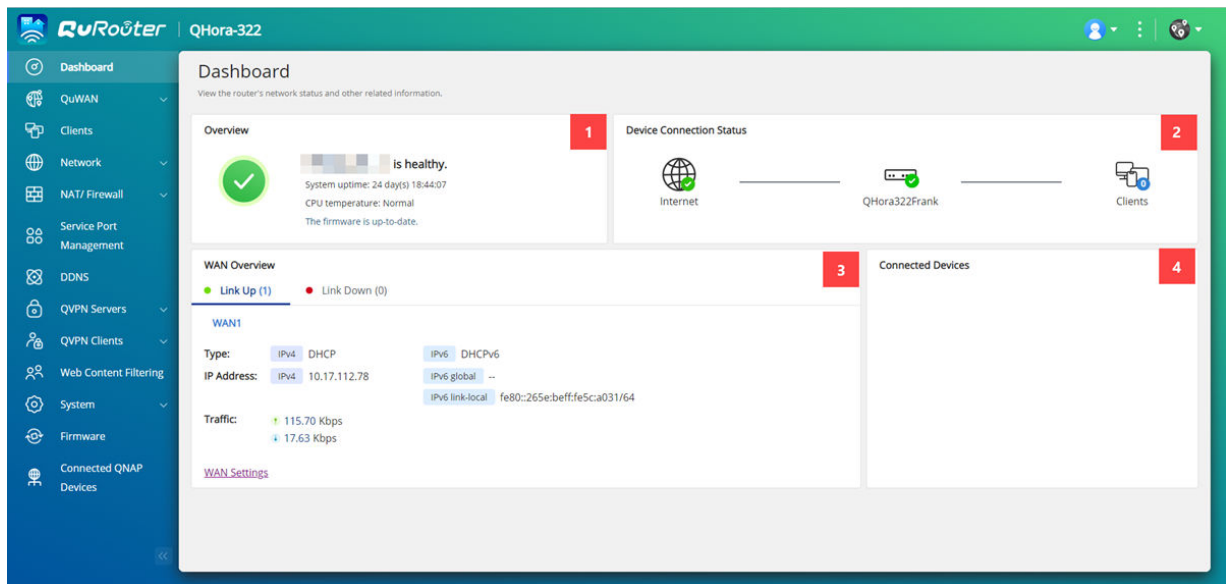 QuRouter | QHora-322
Dashboard
QuWAN
Clients
Network
NAT/ Firewall
Service Port
Management
DDNS
QVPN Servers
QVPN Clients
Web Content Filtering
System
Firmware
Connected QNAP
Devices
Dashboard
View the router's network status and other related information.
Overview
1
is healthy.
System uptime: 24 day(s) 18:44:07
CPU temperature: Normal
The firmware is up-to-date.
Device Connection Status
2
Internet
QHora322Frank
0
Clients
WAN Overview
3
Link Up (1)
Link Down (0)
WAN1
Type: IPv4 DHCP IPv6 DHCPv6
IP Address: IPv4 10.17.112.78 IPv6 global --
IPv6 link-local fe80::265e:beff:fe5c:a031/64
Traffic: 115.70 Kbps
17.63 Kbps
WAN Settings
Connected Devices
4